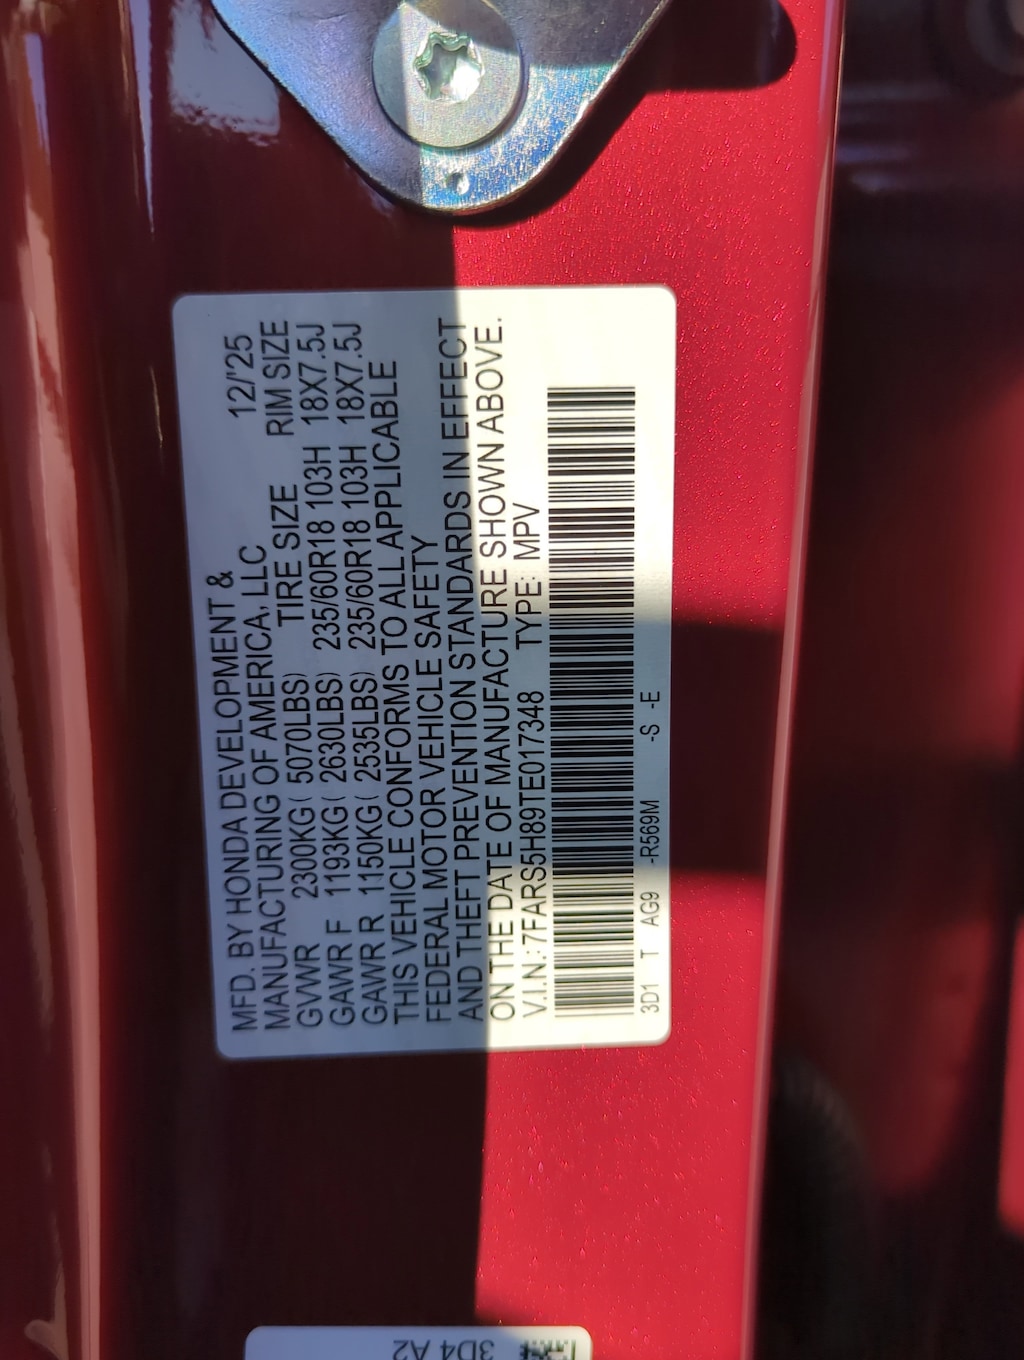 MFD. BY HONDA DEVELOPMENT &
MANUFACTURING OF AMERICA, LLC 12/'25
TIRE SIZE RIM SIZE
GVWR 2300KG ( 5070LBS)
GAWR F 1193KG ( 2630LBS) 235/60R18 103H 18X7.5J
GAWR R 1150KG ( 2535LBS) 235/60R18 103H 18X7.5J
THIS VEHICLE CONFORMS TO ALL APPLICABLE
FEDERAL MOTOR VEHICLE SAFETY
AND THEFT PREVENTION STANDARDS IN EFFECT
ON THE DATE OF MANUFACTURE SHOWN ABOVE.
V.I.N.: 7FARS5H89TE017348 TYPE: MPV
3D1 T AG9 -R569M -S -E
3D4 A2